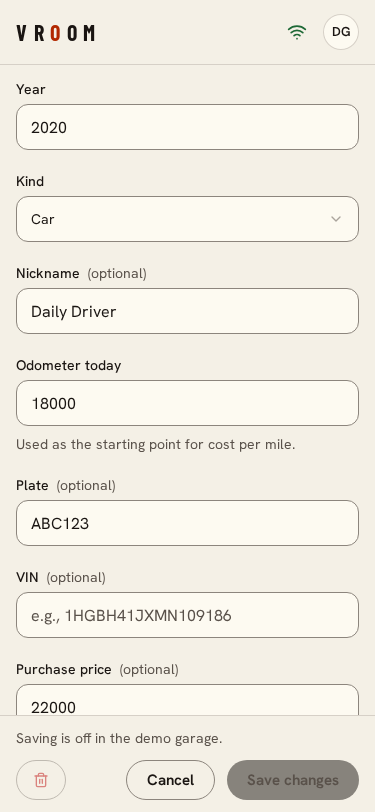 VROOM
DG
Year
2020
Kind
Car
Nickname (optional)
Daily Driver
Odometer today
18000
Used as the starting point for cost per mile.
Plate (optional)
ABC123
VIN (optional)
e.g., 1HGBH41JXMN109186
Purchase price (optional)
22000
Saving is off in the demo garage.
Cancel
Save changes